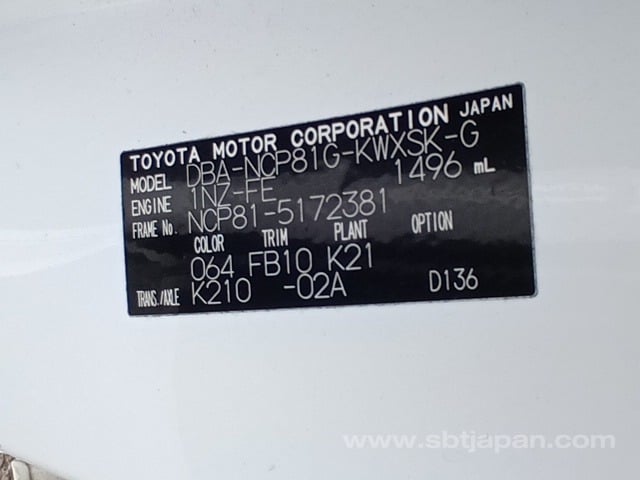 TOYOTA MOTOR CORPORATION JAPAN
MODEL DBA-NCP81G-KWXSK-G
ENGINE 1NZ-FE 1496 mL
FRAME No. NCP81-5172381
COLOR TRIM PLANT OPTION
064 FB10 K21
TRANS./AXLE K210 -02A D136
www.sbtjapan.com